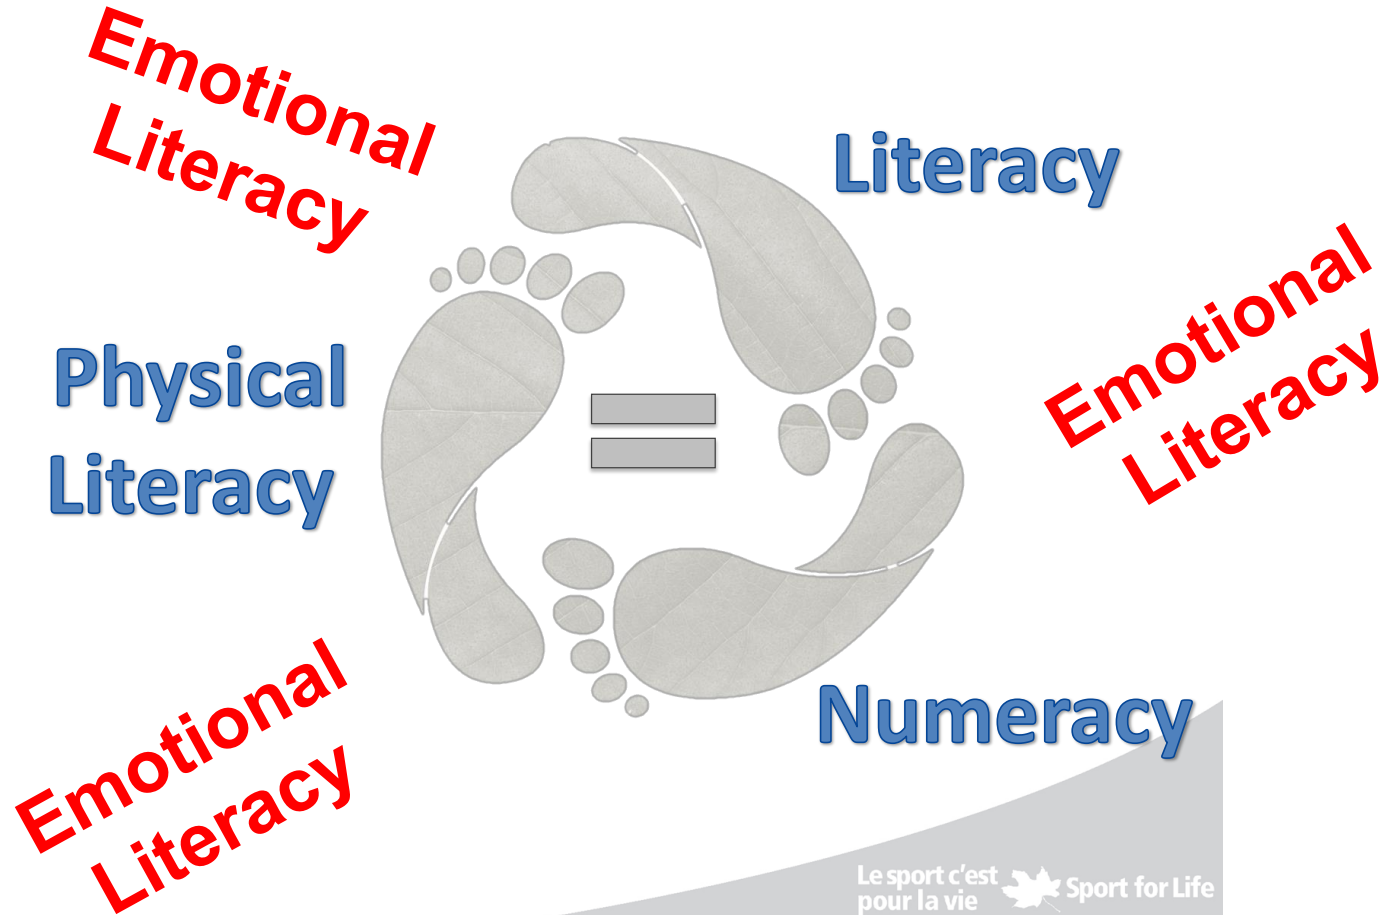 Emotional
Literacy
Literacy
Emotional
Literacy
Physical
Literacy
Emotional
Literacy
Numeracy
Le sport c'est
pour la vie
Sport for Life